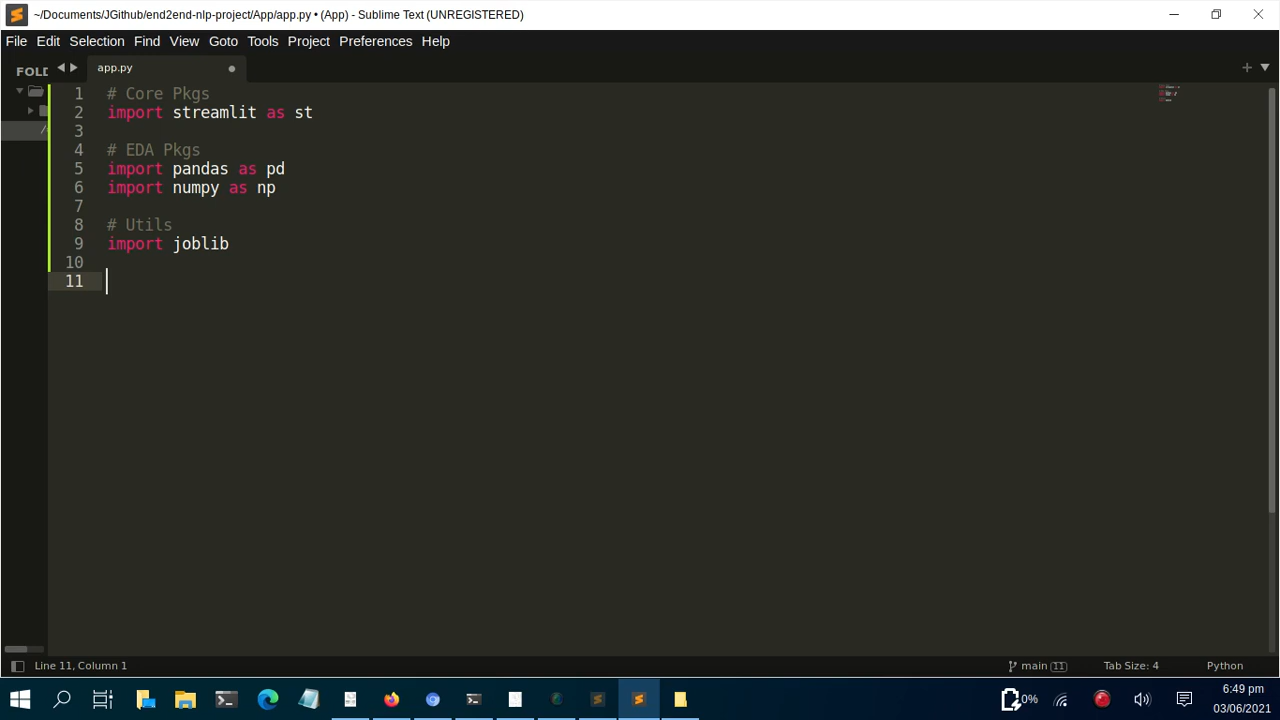 ~/Documents/JGithub/end2end-nlp-project/App/app.py • (App) - Sublime Text (UNREGISTERED)
File Edit Selection Find View Goto Tools Project Preferences Help
FOLD
app.py
1 # Core Pkgs
2 import streamlit as st
3
4 # EDA Pkgs
5 import pandas as pd
6 import numpy as np
7
8 # Utils
9 import joblib
10
11
Line 11, Column 1
main 11
Tab Size: 4
Python
0%
6:49 pm
03/06/2021